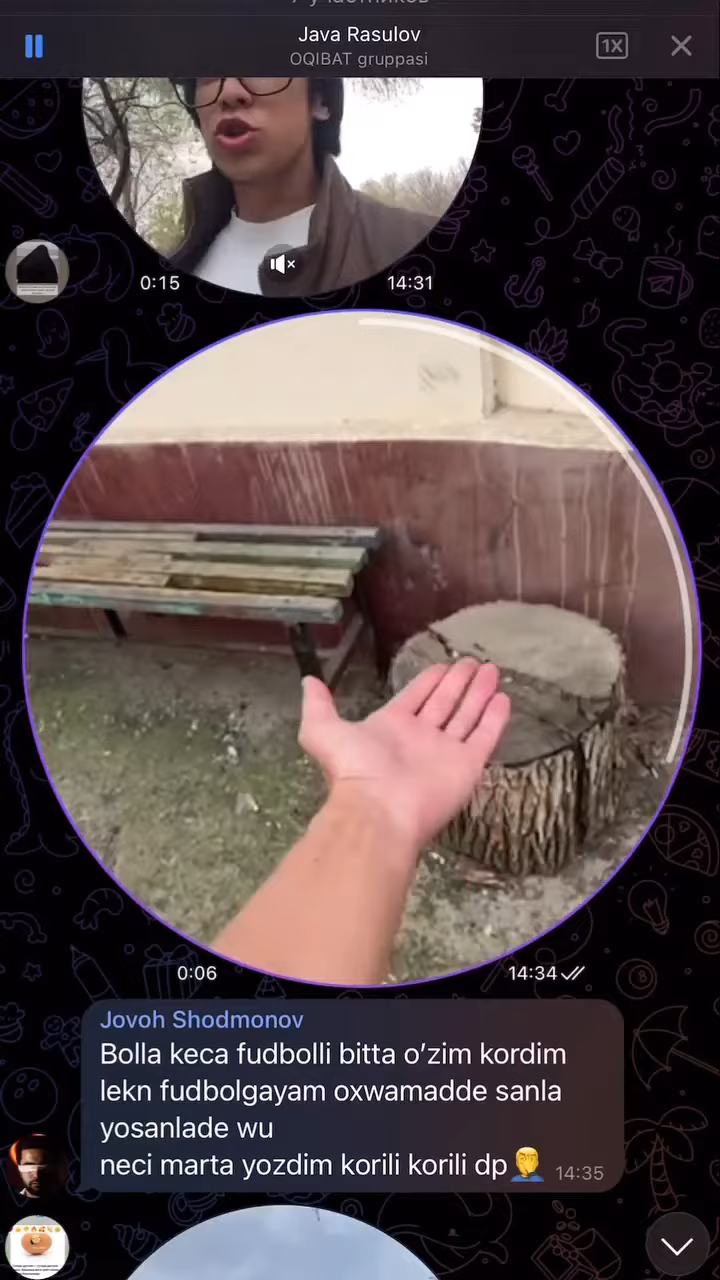 Java Rasulov
OQIBAT gruppasi
1X
0:15
14:31
0:06
14:34
Jovoh Shodmonov
Bolla keca fudbolli bitta o’zim kordim
lekn fudbolgayam oxwamadde sanla
yosanlade wu
neci marta yozdim korili korili dp🤦‍♂️
14:35